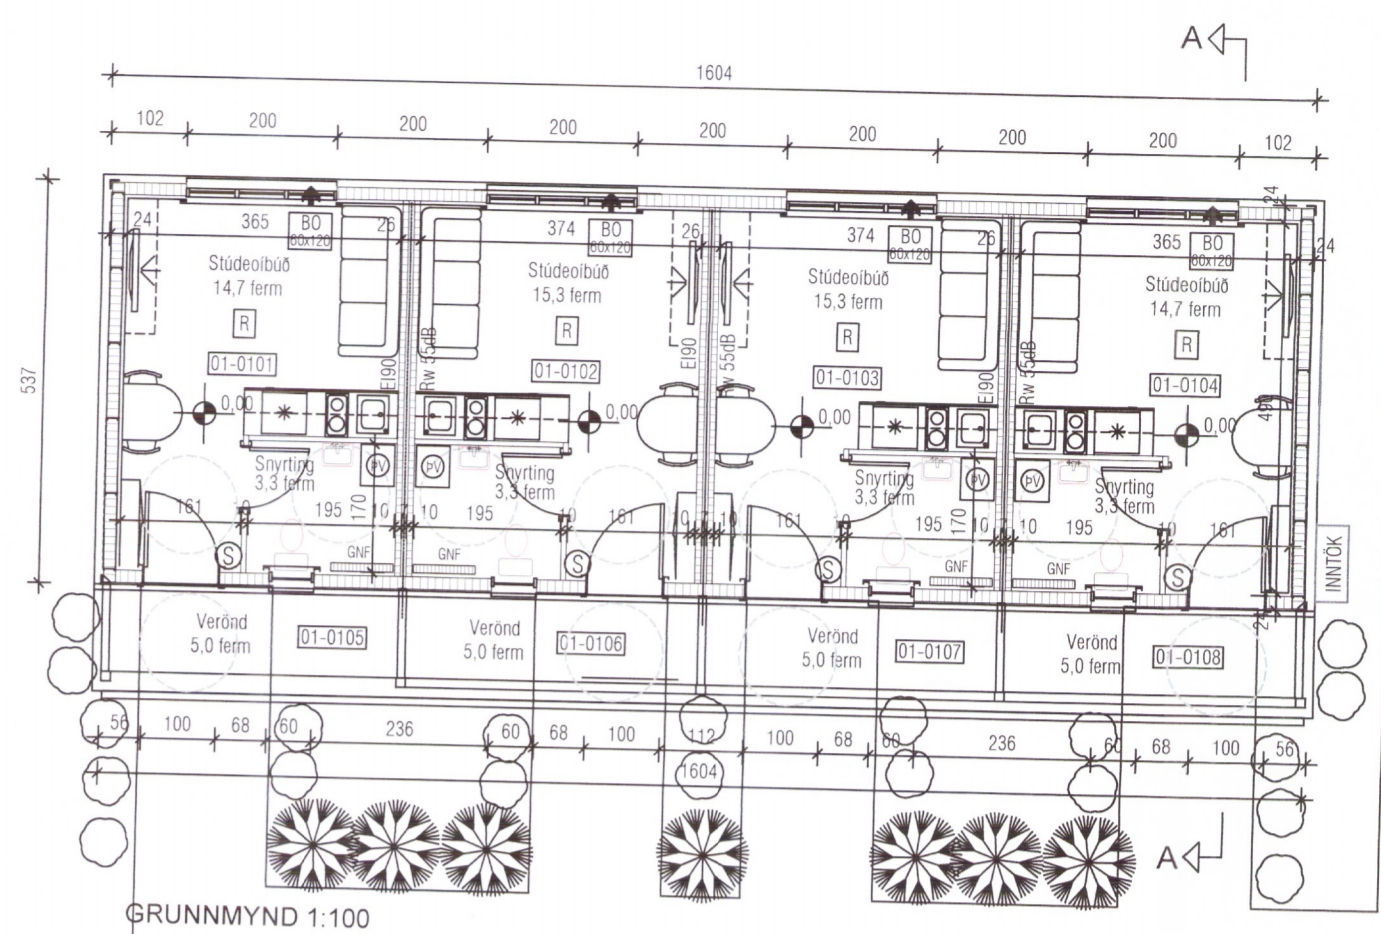 A
1604
102 200 200 200 200 200 200 200 102
24 365 BO 26 374 BO 26 374 BO 26 365 BO 24 24
60x120 60x120 60x120 60x120
Stúdeoíbúð Stúdeoíbúð Stúdeoíbúð Stúdeoíbúð
14,7 ferm 15,3 ferm 15,3 ferm 14,7 ferm
R R R R
01-0101 01-0102 01-0103 01-0104
EI90 Rw 55dB EI90 Rw 55dB EI90 Rw 55dB
537
490
0,00 0,00 0,00 0,00
Snyrting Snyrting Snyrting Snyrting
3,3 ferm 3,3 ferm 3,3 ferm 3,3 ferm
ÞV ÞV ÞV ÞV
161 195 170 10 10 195 10 161 10 10 161 195 170 10 10 195 10 161
S GNF GNF S S GNF GNF S
INNTÖK
Verönd Verönd Verönd Verönd
5,0 ferm 5,0 ferm 5,0 ferm 5,0 ferm
01-0105 01-0106 01-0107 01-0108
56 100 68 60 236 60 68 100 112 100 68 60 236 60 68 100 56
1604
A
GRUNNMYND 1:100